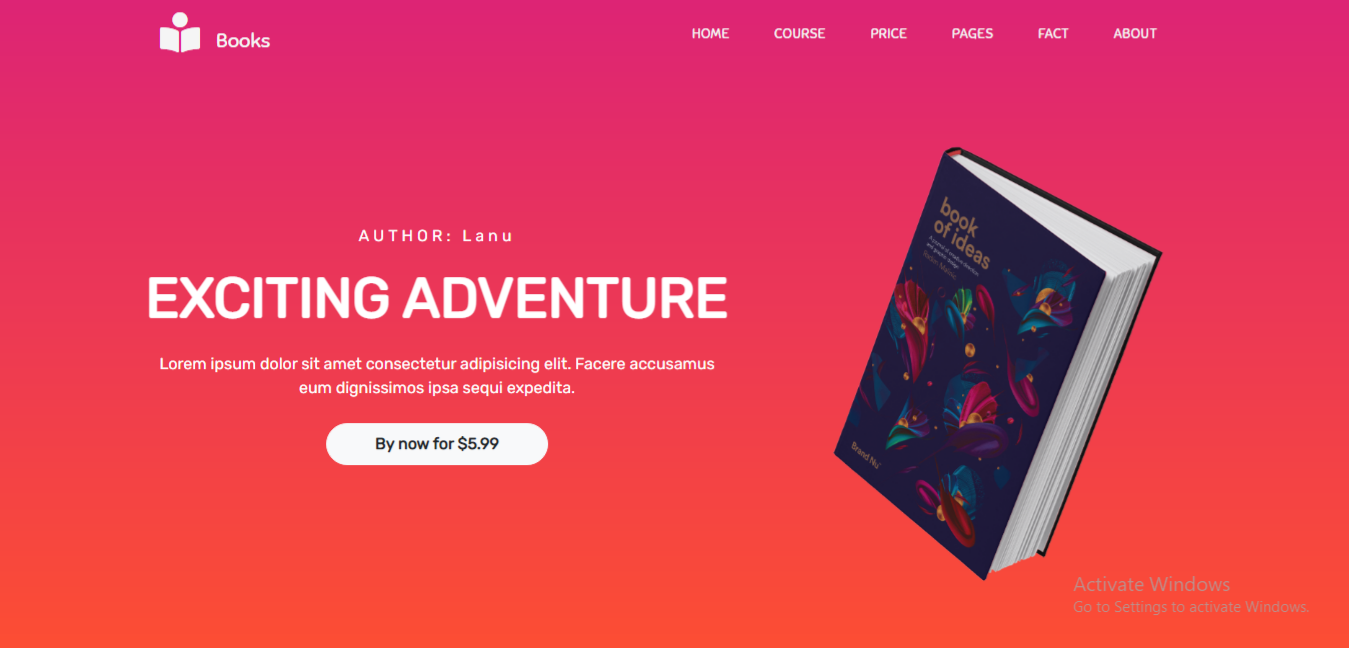 Books
HOME COURSE PRICE PAGES FACT ABOUT
AUTHOR: Lanu
EXCITING ADVENTURE
Lorem ipsum dolor sit amet consectetur adipisicing elit. Facere accusamus
eum dignissimos ipsa sequi expedita.
By now for $5.99
book
of ideas
Brand Nu
Activate Windows
Go to Settings to activate Windows.